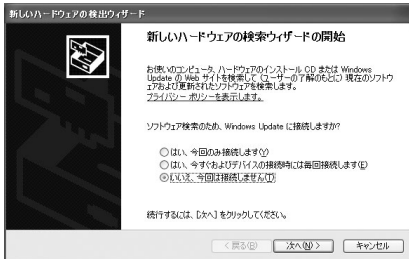 新しいハードウェアの検出ウィザード
新しいハードウェアの検索ウィザードの開始
お使いのコンピュータ、ハードウェアのインストール CD または Windows
Update の Web サイトを検索して (ユーザーの了解のもとに) 現在のソフトウ
ェアおよび更新されたソフトウェアを検索します。
プライバシー ポリシーを表示します。
ソフトウェア検索のため、Windows Update に接続しますか?
はい、今回のみ接続します(Y)
はい、今すぐおよびデバイスの接続時には毎回接続します(E)
いいえ、今回は接続しません(T)
続行するには、[次へ] をクリックしてください。
< 戻る(B) 次へ(N) > キャンセル